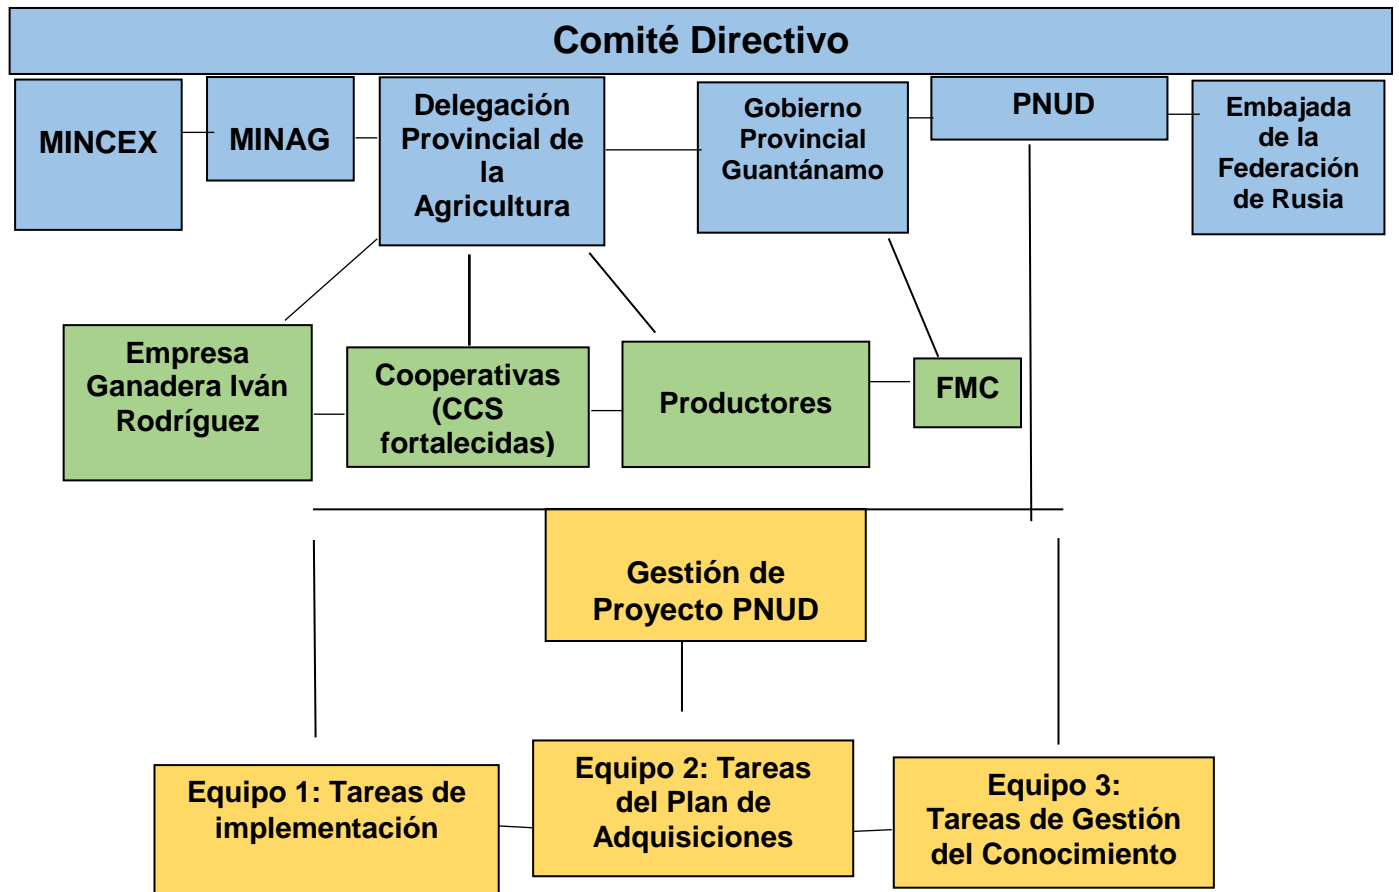 Comité Directivo
MINCEX
MINAG
Delegación
Provincial de
la
Agricultura
Gobierno
Provincial
Guantánamo
PNUD
Embajada
de la
Federación
de Rusia
Empresa
Ganadera Iván
Rodríguez
Cooperativas
(CCS
fortalecidas)
Productores
FMC
Gestión de
Proyecto PNUD
Equipo 1: Tareas de
implementación
Equipo 2: Tareas
del Plan de
Adquisiciones
Equipo 3:
Tareas de Gestión
del Conocimiento